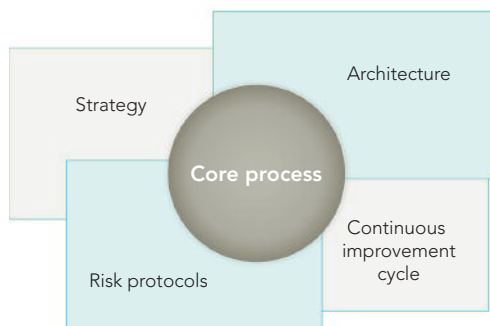 Architecture
Strategy
Core process
Continuous
improvement
cycle
Risk protocols